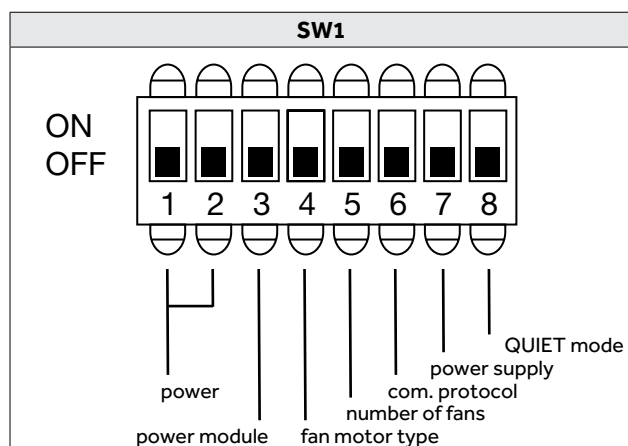 SW1
ON
OFF
1 2 3 4 5 6 7 8
QUIET mode
power supply
power com. protocol
number of fans
power module fan motor type